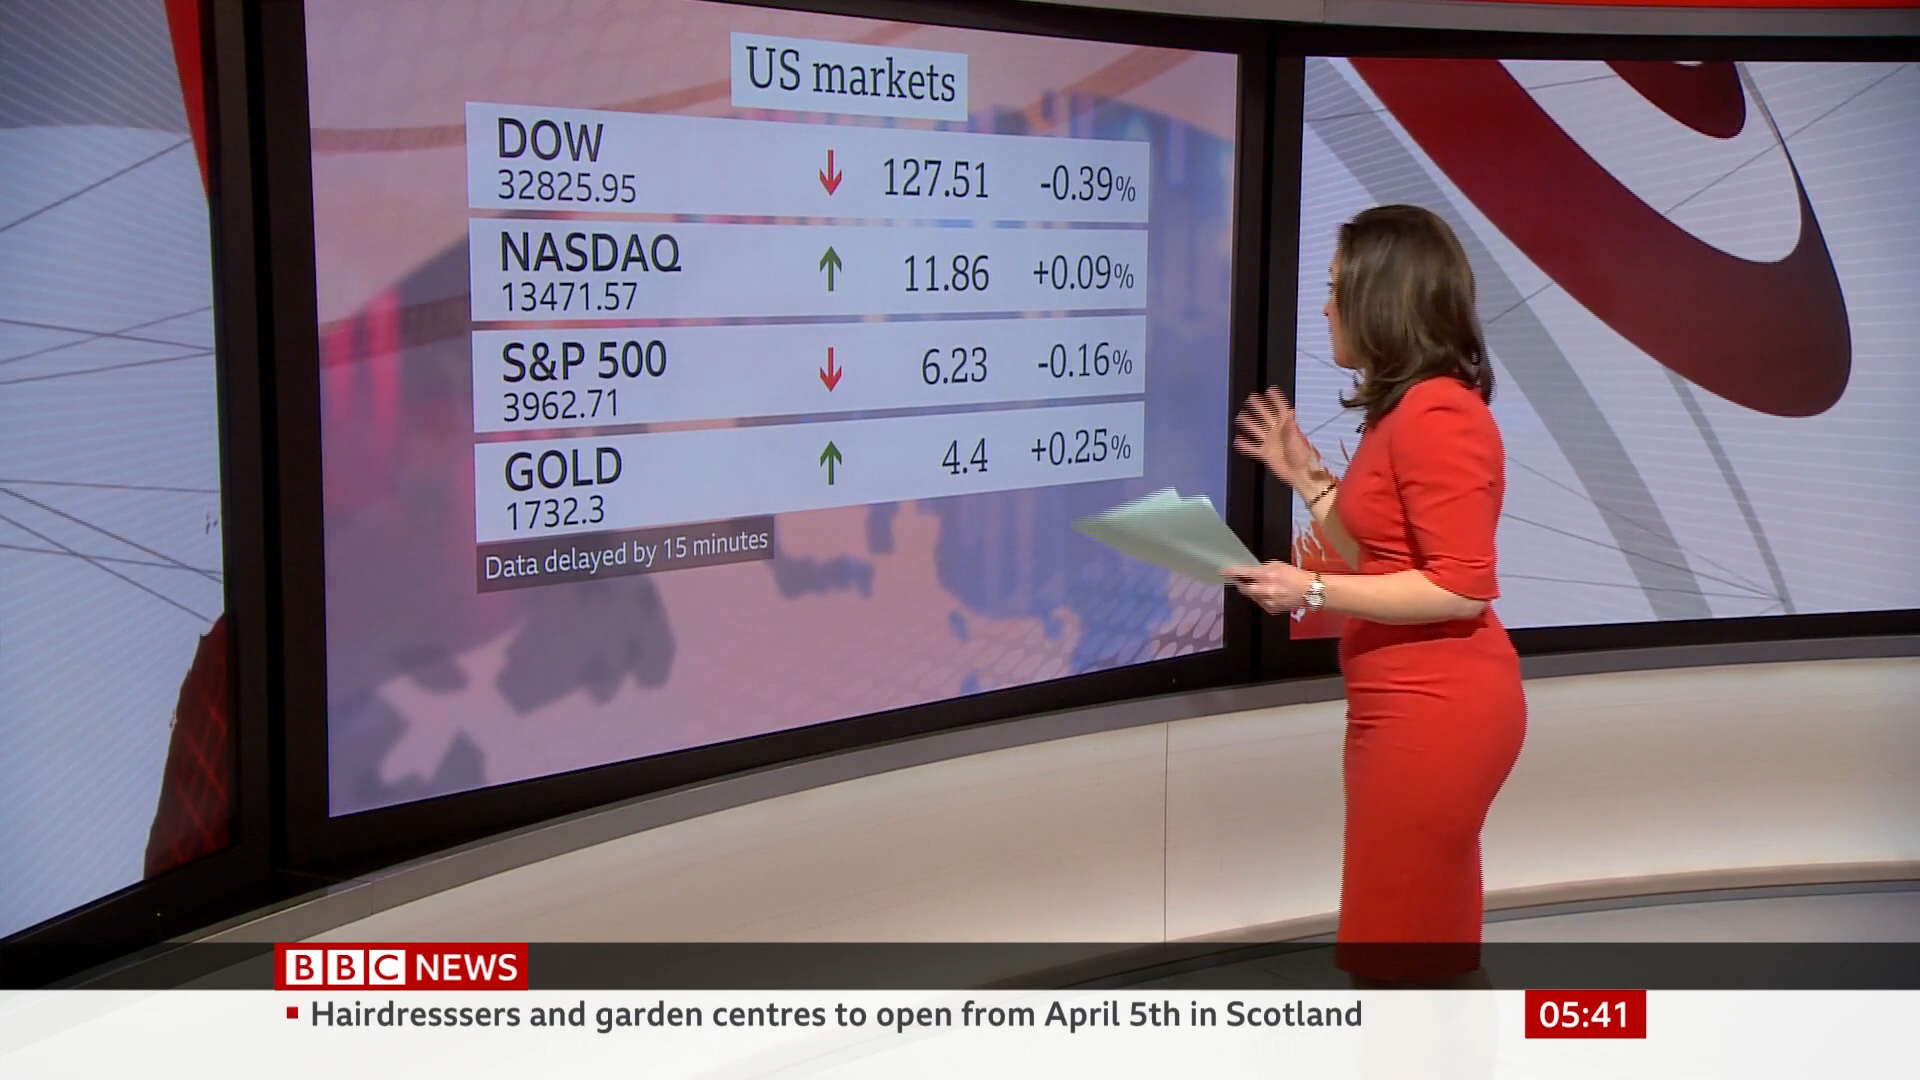 US markets
DOW
32825.95
127.51 -0.39%
NASDAQ
13471.57
11.86 +0.09%
S&P 500
3962.71
6.23 -0.16%
GOLD
1732.3
4.4 +0.25%
Data delayed by 15 minutes
BBC NEWS
Hairdresssers and garden centres to open from April 5th in Scotland
05:41